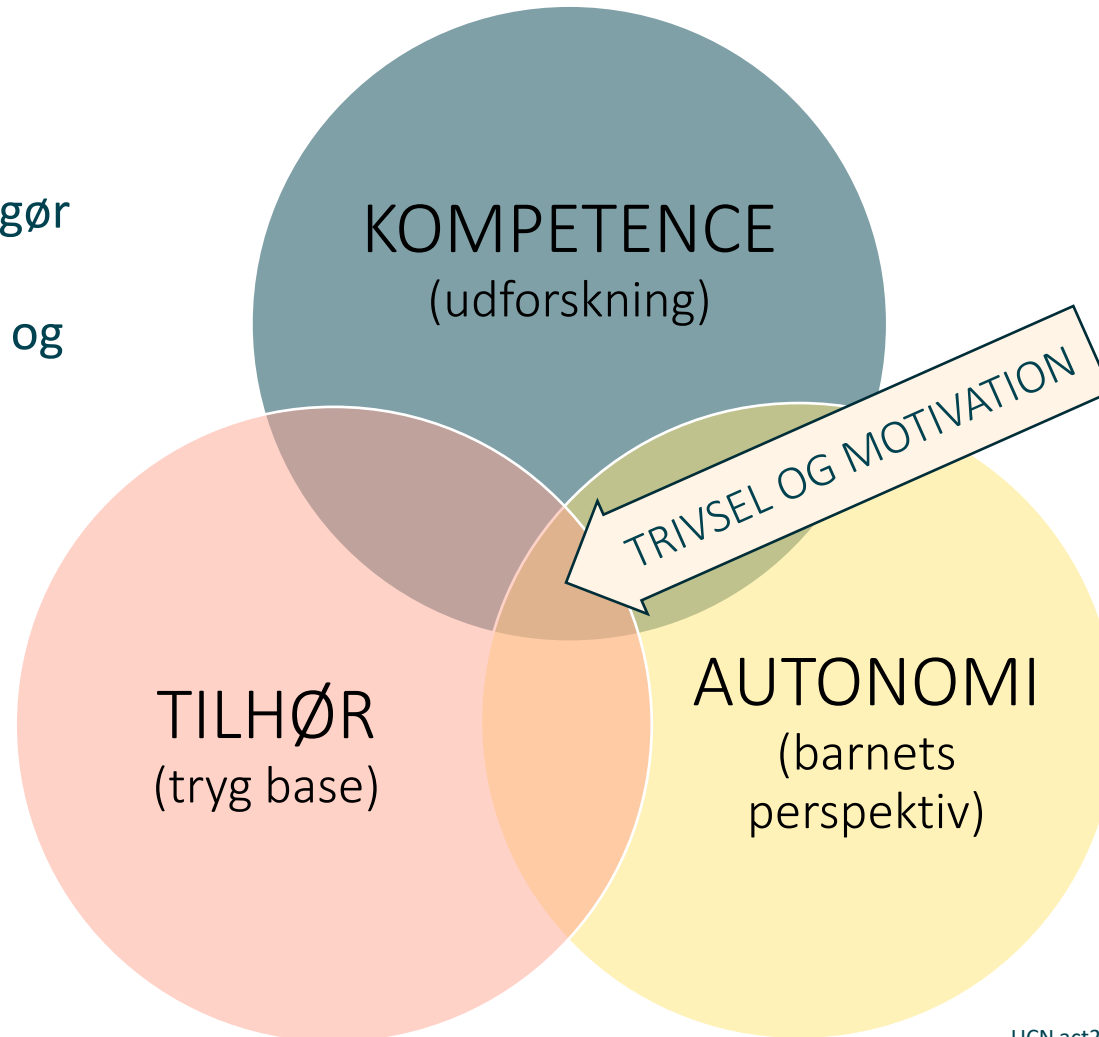 gør
og
KOMPETENCE
(udforskning)
TRIVSEL OG MOTIVATION
TILHØR
(tryg base)
AUTONOMI
(barnets
perspektiv)